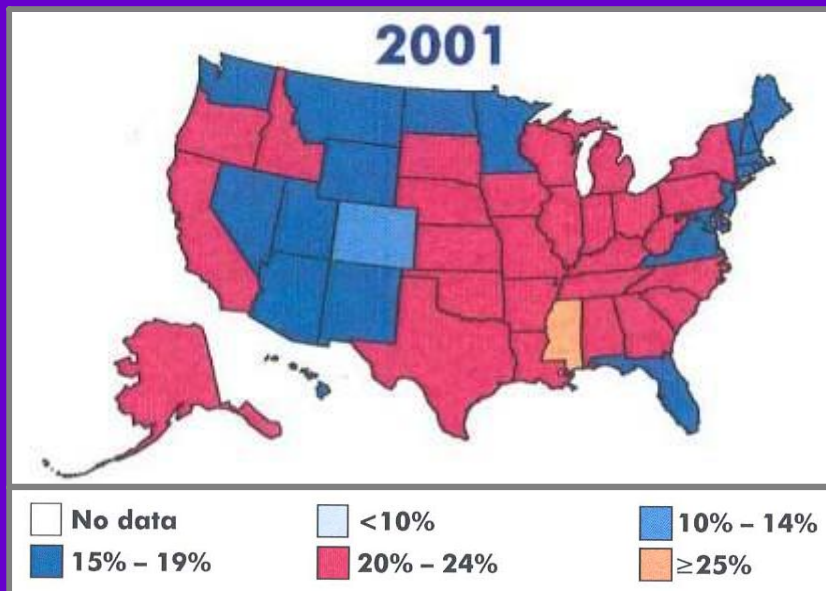 2001
No data
<10%
10% – 14%
15% – 19%
20% – 24%
≥25%